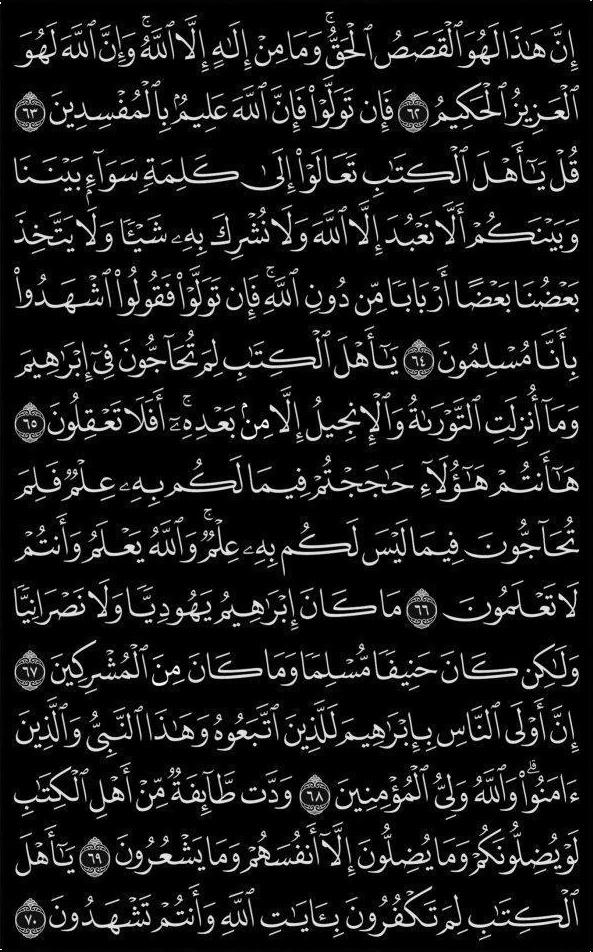 إِنَّ هَٰذَا لَهُوَ ٱلْقَصَصُ ٱلْحَقُّ ۚ وَمَا مِنْ إِلَٰهٍ إِلَّا ٱللَّهُ ۚ وَإِنَّ ٱللَّهَ لَهُوَ
ٱلْعَزِيزُ ٱلْحَكِيمُ ٦٢ فَإِن تَوَلَّوْا۟ فَإِنَّ ٱللَّهَ عَلِيمٌۢ بِٱلْمُفْسِدِينَ ٦٣
قُلْ يَٰٓأَهْلَ ٱلْكِتَٰبِ تَعَالَوْا۟ إِلَىٰ كَلِمَةٍ سَوَآءٍۭ بَيْنَنَا
وَبَيْنَكُمْ أَلَّا نَعْبُدَ إِلَّا ٱللَّهَ وَلَا نُشْرِكَ بِهِۦ شَيْـًٔا وَلَا يَتَّخِذَ
بَعْضُنَا بَعْضًا أَرْبَابًا مِّن دُونِ ٱللَّهِ ۚ فَإِن تَوَلَّوْا۟ فَقُولُوا۟ ٱشْهَدُوا۟
بِأَنَّا مُسْلِمُونَ ٦٤ يَٰٓأَهْلَ ٱلْكِتَٰبِ لِمَ تُحَآجُّونَ فِىٓ إِبْرَٰهِيمَ
وَمَآ أُنزِلَتِ ٱلتَّوْرَىٰةُ وَٱلْإِنجِيلُ إِلَّا مِنۢ بَعْدِهِۦٓ ۚ أَفَلَا تَعْقِلُونَ ٦٥
هَٰٓأَنتُمْ هَٰٓؤُلَآءِ حَٰجَجْتُمْ فِيمَا لَكُم بِهِۦ عِلْمٌ فَلِمَ
تُحَآجُّونَ فِيمَا لَيْسَ لَكُم بِهِۦ عِلْمٌ ۚ وَٱللَّهُ يَعْلَمُ وَأَنتُمْ
لَا تَعْلَمُونَ ٦٦ مَا كَانَ إِبْرَٰهِيمُ يَهُودِيًّا وَلَا نَصْرَانِيًّا
وَلَٰكِن كَانَ حَنِيفًا مُّسْلِمًا وَمَا كَانَ مِنَ ٱلْمُشْرِكِينَ ٦٧
إِنَّ أَوْلَى ٱلنَّاسِ بِإِبْرَٰهِيمَ لَلَّذِينَ ٱتَّبَعُوهُ وَهَٰذَا ٱلنَّبِىُّ وَٱلَّذِينَ
ءَامَنُوا۟ ۗ وَٱللَّهُ وَلِىُّ ٱلْمُؤْمِنِينَ ٦٨ وَدَّت طَّآئِفَةٌ مِّنْ أَهْلِ ٱلْكِتَٰبِ
لَوْ يُضِلُّونَكُمْ وَمَا يُضِلُّونَ إِلَّآ أَنفُسَهُمْ وَمَا يَشْعُرُونَ ٦٩ يَٰٓأَهْلَ
ٱلْكِتَٰبِ لِمَ تَكْفُرُونَ بِـَٔايَٰتِ ٱللَّهِ وَأَنتُمْ تَشْهَدُونَ ٧٠